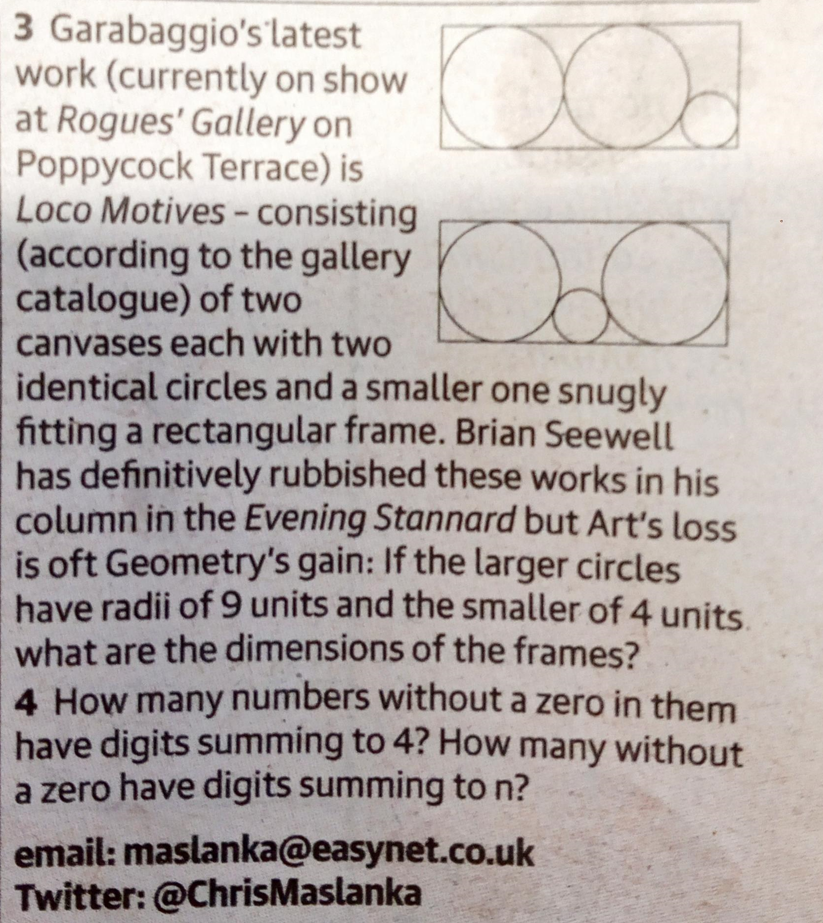 3 Garabaggio's latest
work (currently on show
at Rogues' Gallery on
Poppycock Terrace) is
Loco Motives – consisting
(according to the gallery
catalogue) of two
canvases each with two
identical circles and a smaller one snugly
fitting a rectangular frame. Brian Seewell
has definitively rubbished these works in his
column in the Evening Stannard but Art's loss
is oft Geometry's gain: If the larger circles
have radii of 9 units and the smaller of 4 units
what are the dimensions of the frames?
4 How many numbers without a zero in them
have digits summing to 4? How many without
a zero have digits summing to n?
email: maslanka@easynet.co.uk
Twitter: @ChrisMaslanka